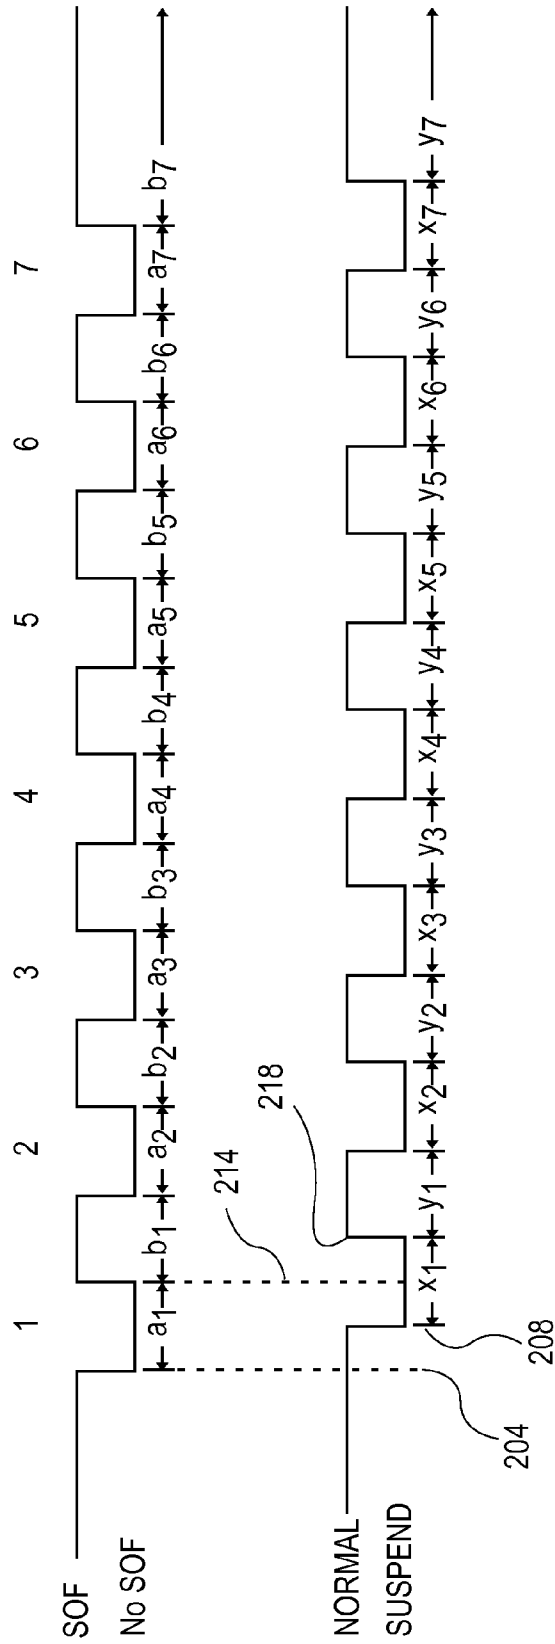 1 2 3 4 5 6 7
SOF
No SOF
a1 b1 a2 b2 a3 b3 a4 b4 a5 b5 a6 b6 a7 b7
214
218
NORMAL
SUSPEND
x1 y1 x2 y2 x3 y3 x4 y4 x5 y5 x6 y6 x7 y7
204
208